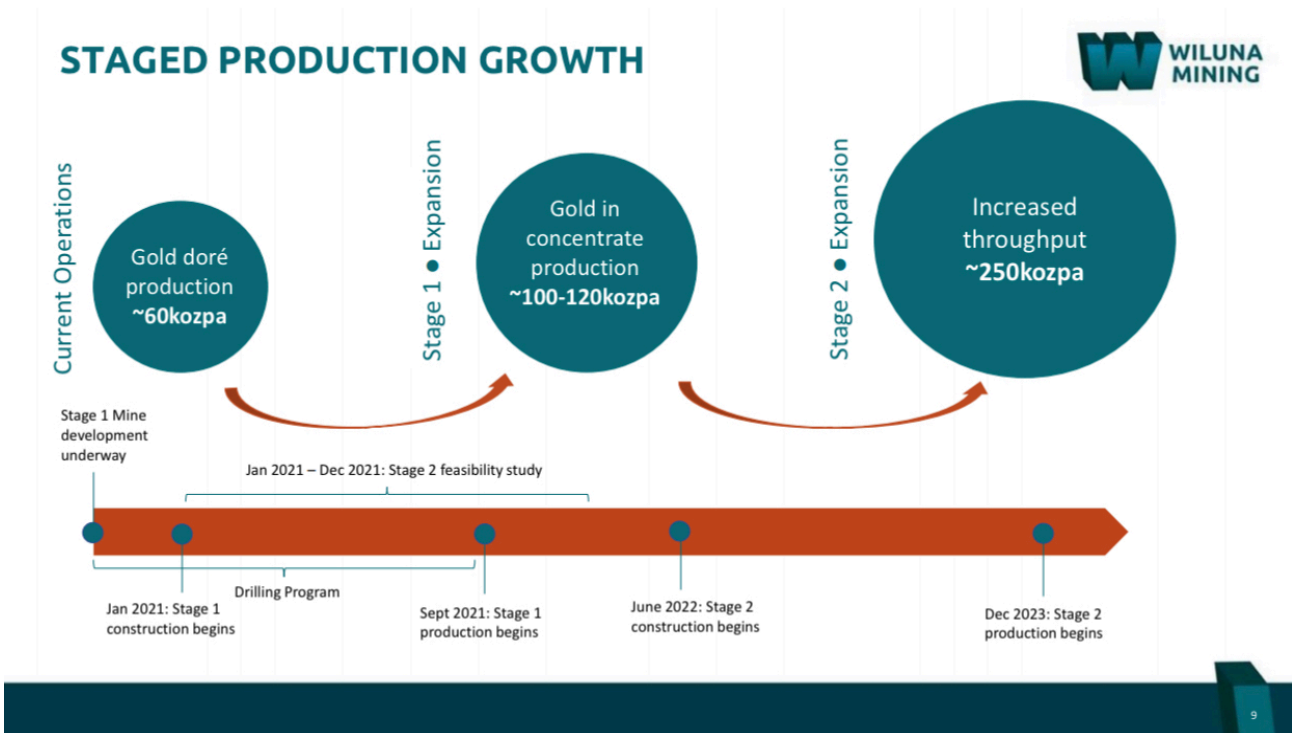 STAGED PRODUCTION GROWTH
WILUNA
MINING
Current Operations
Gold doré
production
~60kozpa
Stage 1 ● Expansion
Gold in
concentrate
production
~100-120kozpa
Stage 2 ● Expansion
Increased
throughput
~250kozpa
Stage 1 Mine
development
underway
Jan 2021 – Dec 2021: Stage 2 feasibility study
Drilling Program
Jan 2021: Stage 1
construction begins
Sept 2021: Stage 1
production begins
June 2022: Stage 2
construction begins
Dec 2023: Stage 2
production begins
9